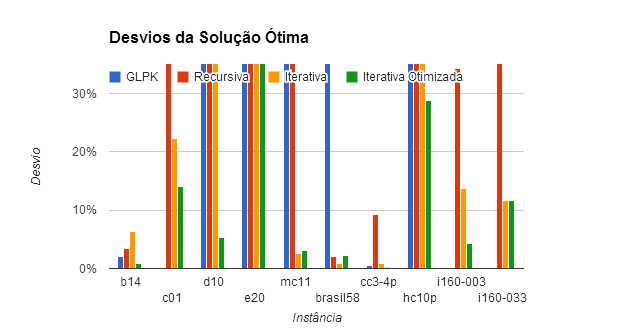 Desvios da Solução Ótima
GLPK Recursiva Iterativa Iterativa Otimizada
30%
20%
10%
0%
Desvio
b14 d10 mc11 cc3-4p i160-003
c01 e20 brasil58 hc10p i160-033
Instância